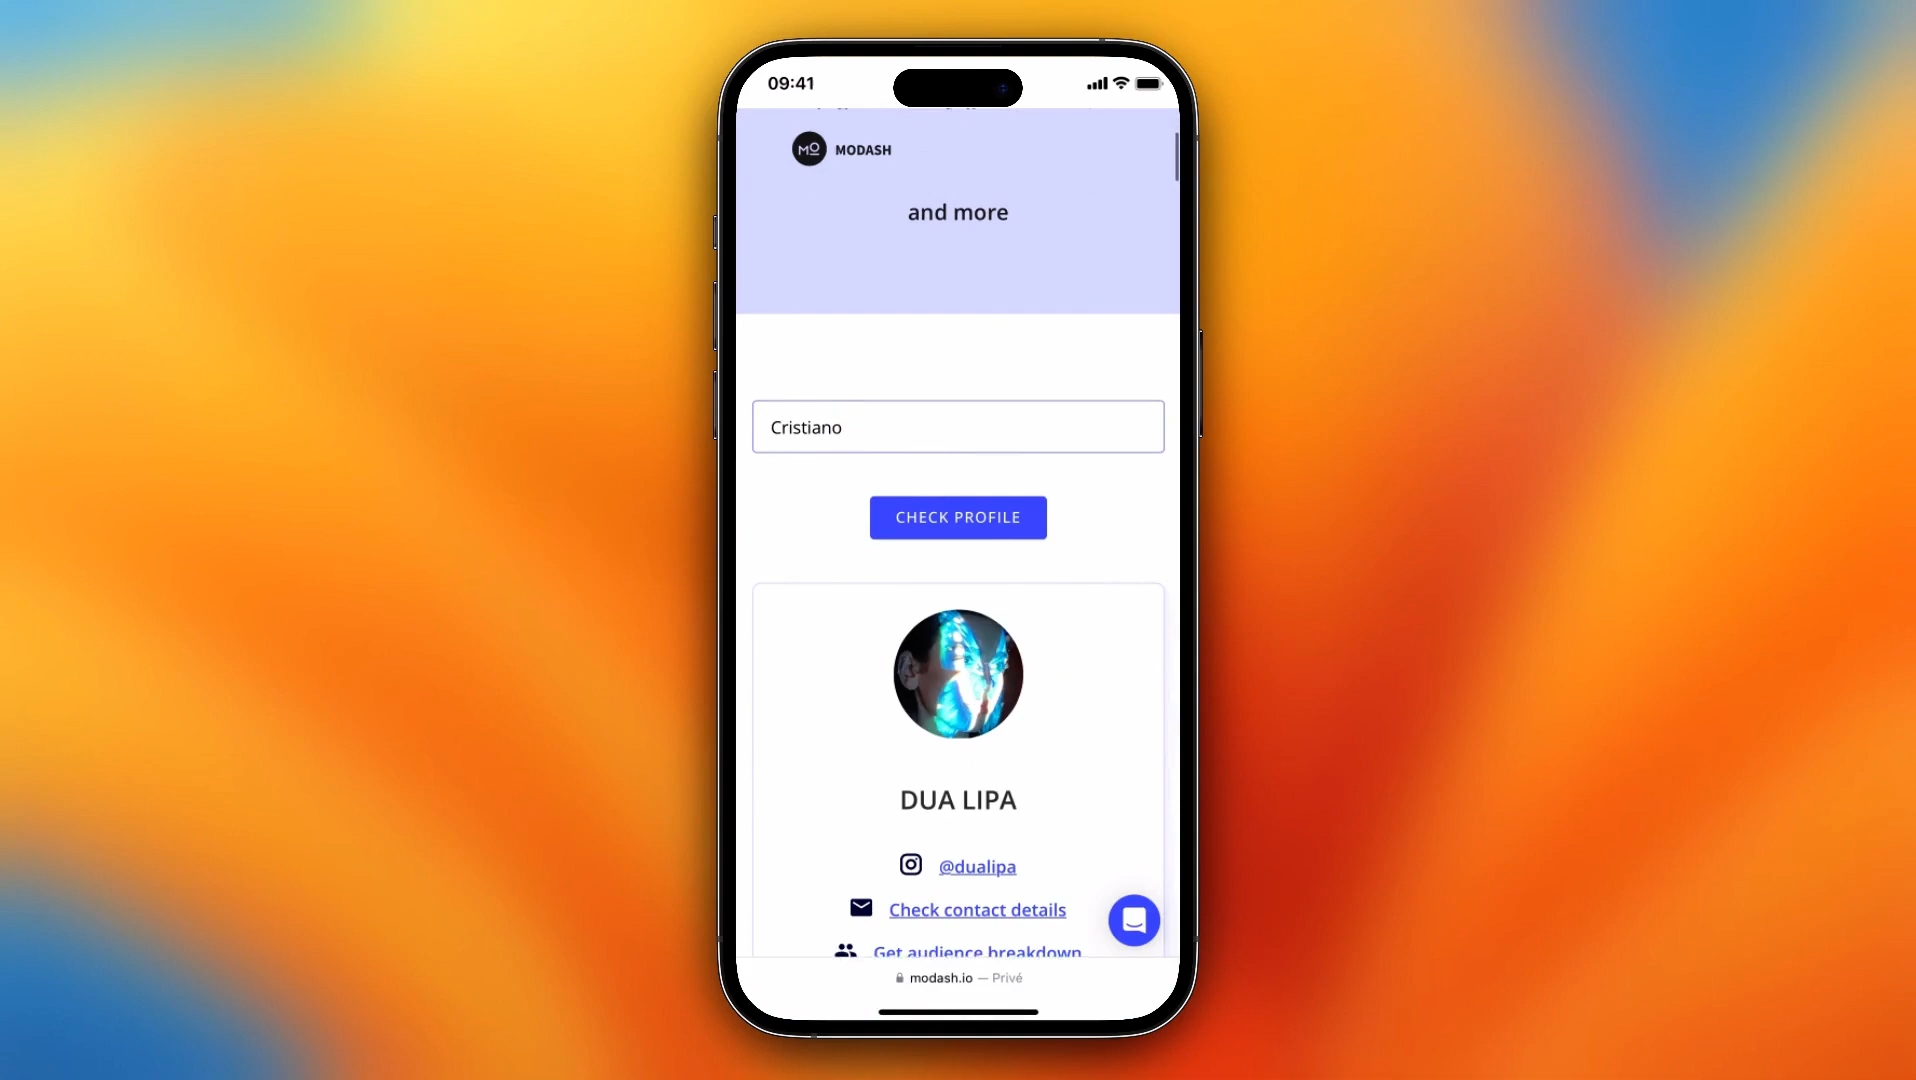 09:41
MO MODASH
and more
Cristiano
CHECK PROFILE
DUA LIPA
@dualipa
Check contact details
Get audience breakdown
modash.io — Privé